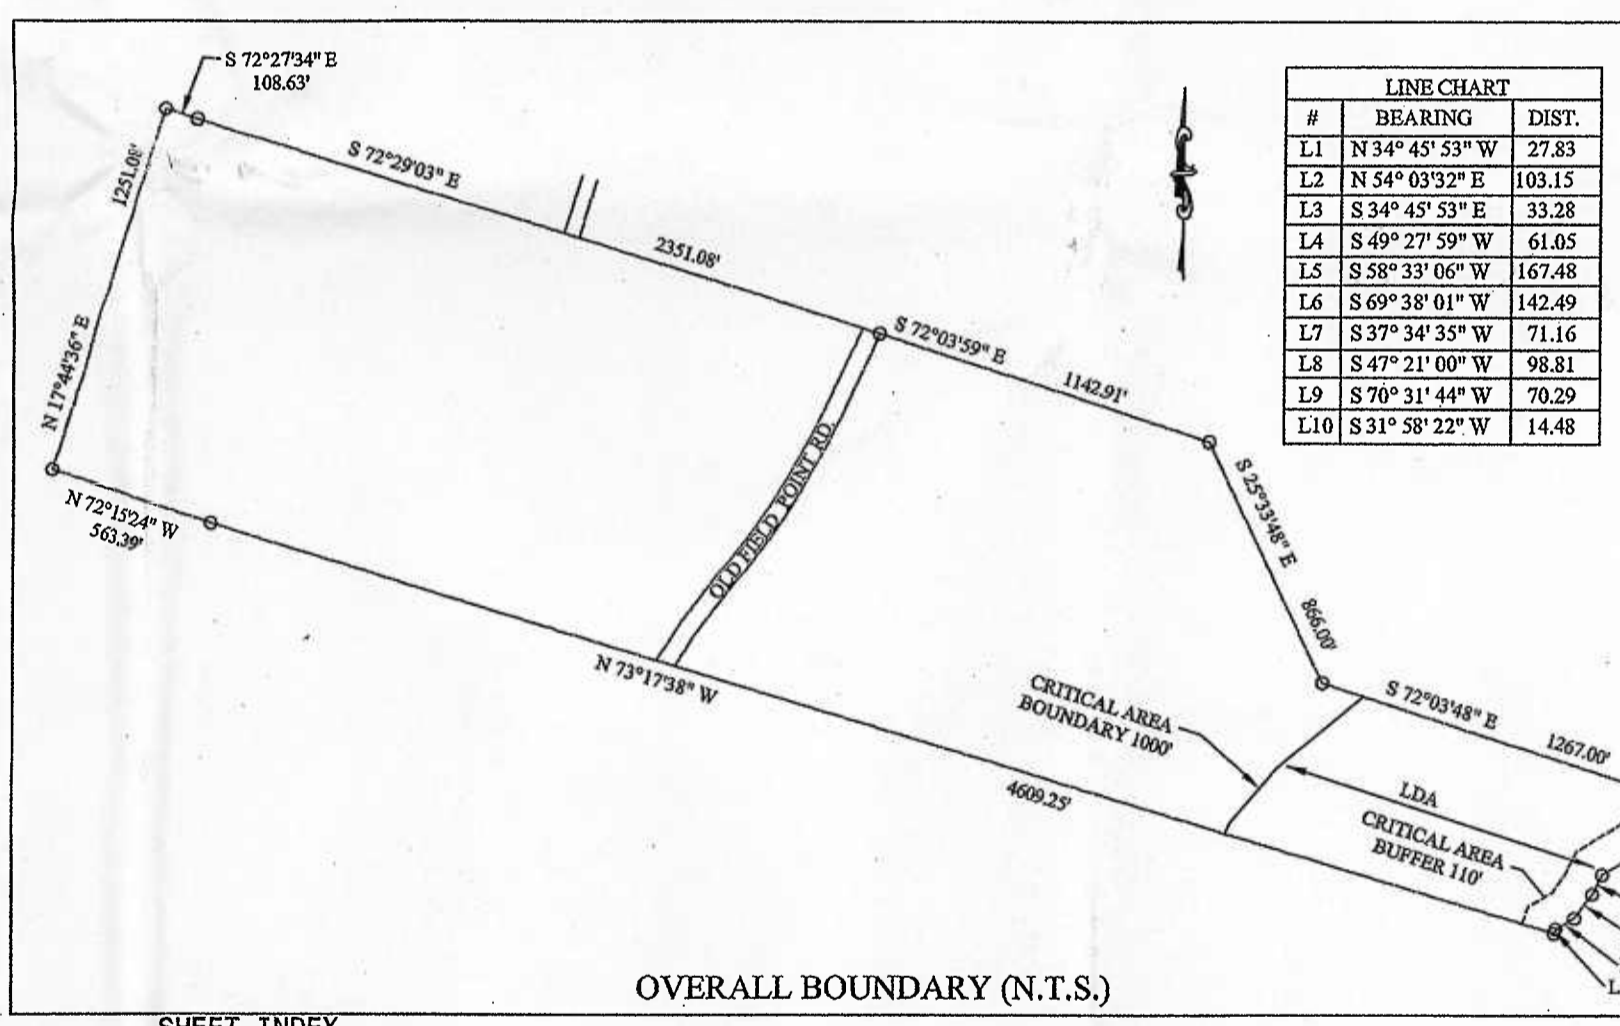 S 72°27'34" E
108.63'
1251.08'
N 17°44'36" E
S 72°29'03" E
2351.08'
S 72°03'59" E
1142.91'
S 25°33'48" E
866.00'
S 72°03'48" E
1267.00'
OLD FIELD POINT RD.
N 72°15'24" W
563.39'
N 73°17'38" W
4609.25'
CRITICAL AREA
BOUNDARY 1000'
LDA
CRITICAL AREA
BUFFER 110'
L
LINE CHART
# BEARING DIST.
L1 N 34° 45' 53" W 27.83
L2 N 54° 03'32" E 103.15
L3 S 34° 45' 53" E 33.28
L4 S 49° 27' 59" W 61.05
L5 S 58° 33' 06" W 167.48
L6 S 69° 38' 01" W 142.49
L7 S 37° 34' 35" W 71.16
L8 S 47° 21' 00" W 98.81
L9 S 70° 31' 44" W 70.29
L10 S 31° 58' 22" W 14.48
OVERALL BOUNDARY (N.T.S.)
SHEET INDEX